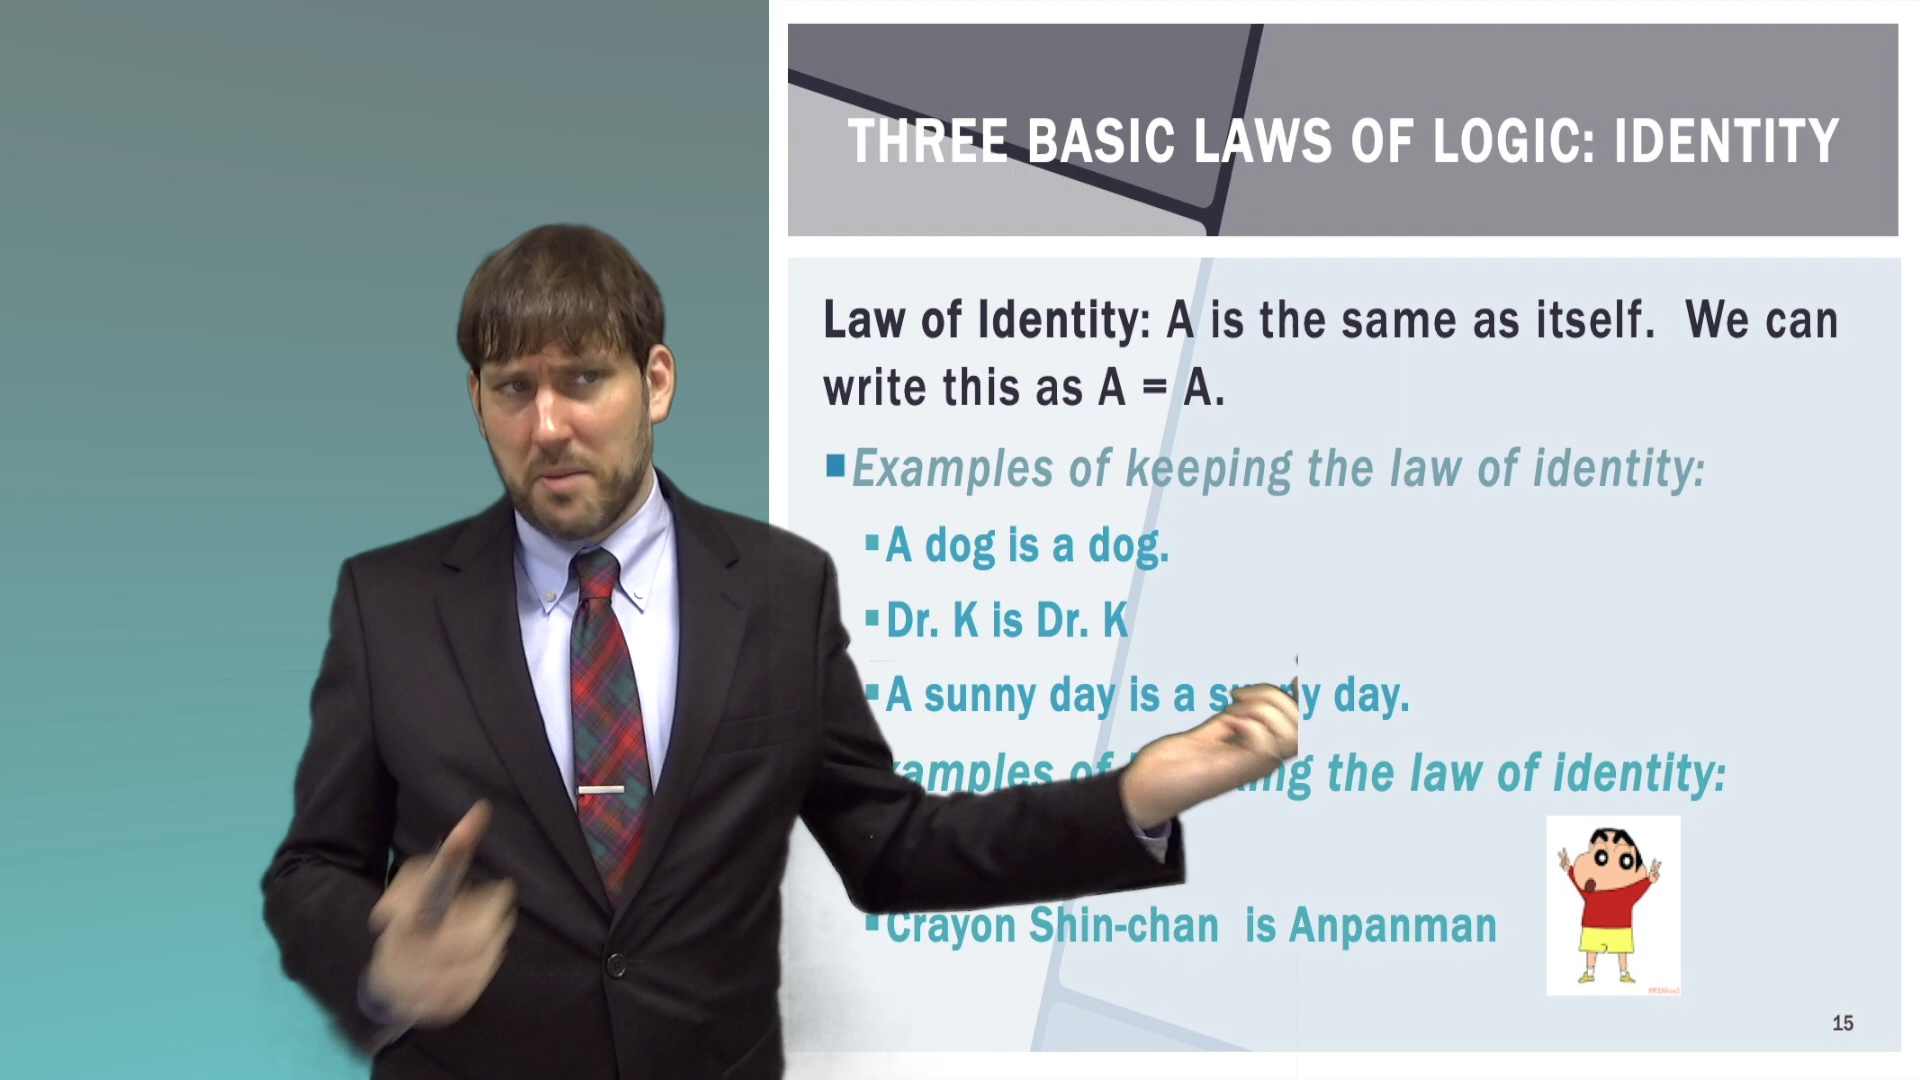 THREE BASIC LAWS OF LOGIC: IDENTITY
Law of Identity: A is the same as itself. We can
write this as A = A.
Examples of keeping the law of identity:
A dog is a dog.
Dr. K is Dr. K
A sunny day is a day.
of the law of identity:
Crayon Shin-chan is Anpanman
15